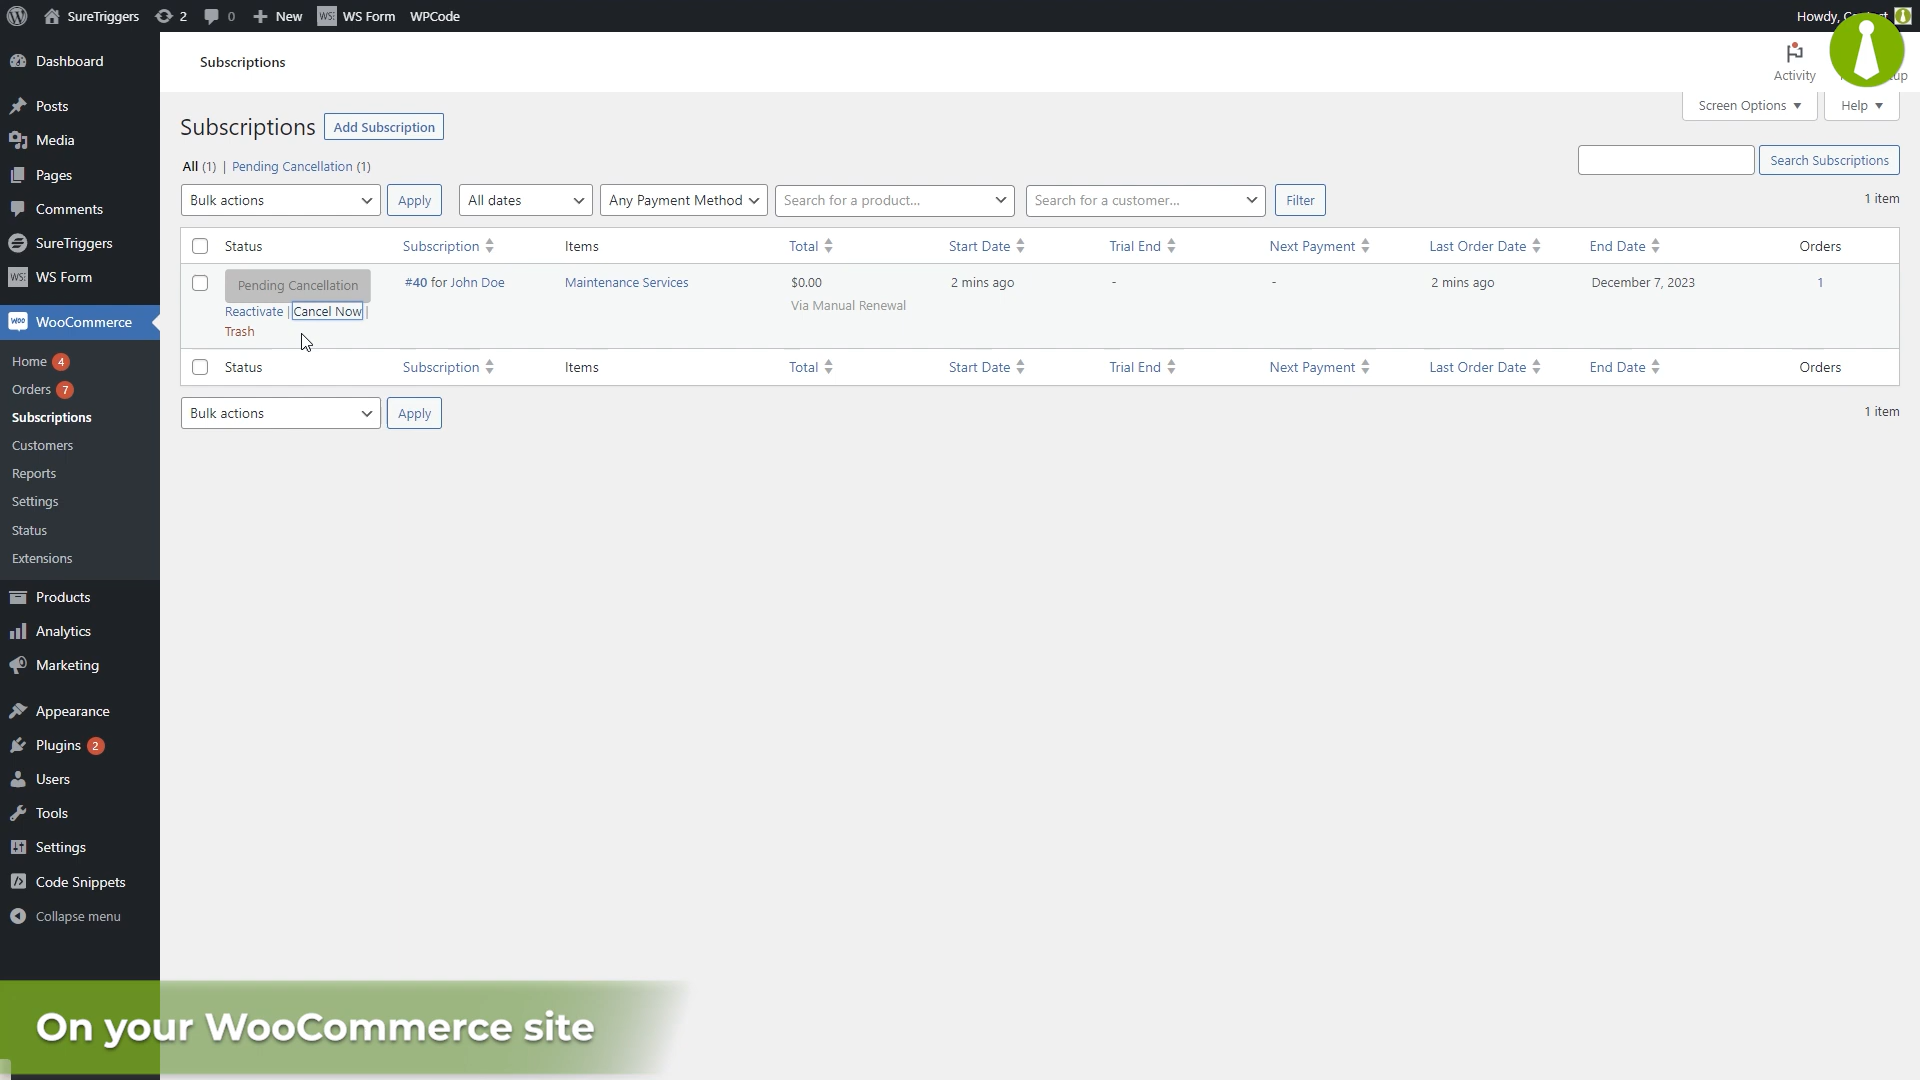 SureTriggers 2 0 New WS Form WPCode
Howdy,
Dashboard
Posts
Media
Pages
Comments
SureTriggers
WS Form
WooCommerce
Home 4
Orders 7
Subscriptions
Customers
Reports
Settings
Status
Extensions
Products
Analytics
Marketing
Appearance
Plugins 2
Users
Tools
Settings
Code Snippets
Collapse menu
Subscriptions
Activity
Screen Options Help
Subscriptions Add Subscription
All (1) | Pending Cancellation (1)
Search Subscriptions
Bulk actions Apply All dates Any Payment Method Search for a product... Search for a customer... Filter 1 item
Status Subscription Items Total Start Date Trial End Next Payment Last Order Date End Date Orders
Pending Cancellation #40 for John Doe Maintenance Services $0.00 2 mins ago - - 2 mins ago December 7, 2023 1
Via Manual Renewal
Reactivate | Cancel Now |
Trash
Status Subscription Items Total Start Date Trial End Next Payment Last Order Date End Date Orders
Bulk actions Apply 1 item
On your WooCommerce site